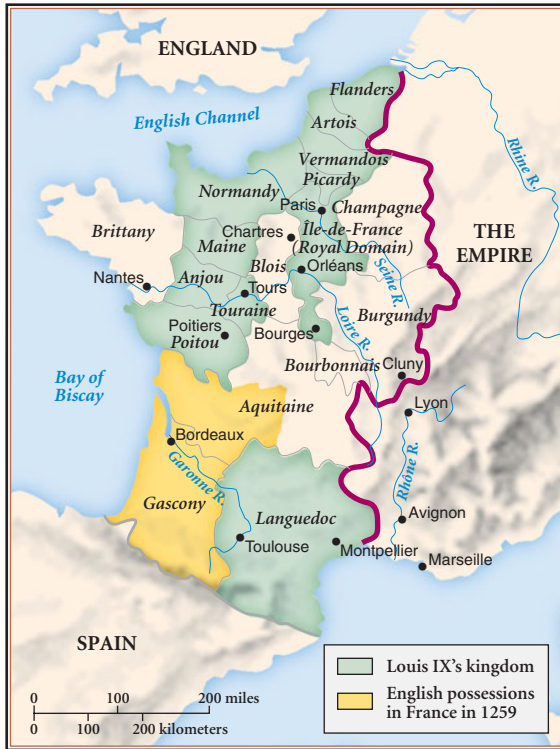 ENGLAND
English Channel
Flanders
Artois
Vermandois
Picardy
Rhine R.
Normandy
Paris
Champagne
Brittany
Chartres
Île-de-France
(Royal Domain)
THE
EMPIRE
Maine
Blois
Orléans
Seine R.
Nantes
Anjou
Tours
Touraine
Loire R.
Burgundy
Poitiers
Poitou
Bourges
Bourbonnais
Cluny
Bay of
Biscay
Aquitaine
Lyon
Bordeaux
Garonne R.
Rhône R.
Gascony
Languedoc
Avignon
Toulouse
Montpellier
Marseille
SPAIN
Louis IX's kingdom
English possessions
in France in 1259
0 100 200 miles
0 100 200 kilometers